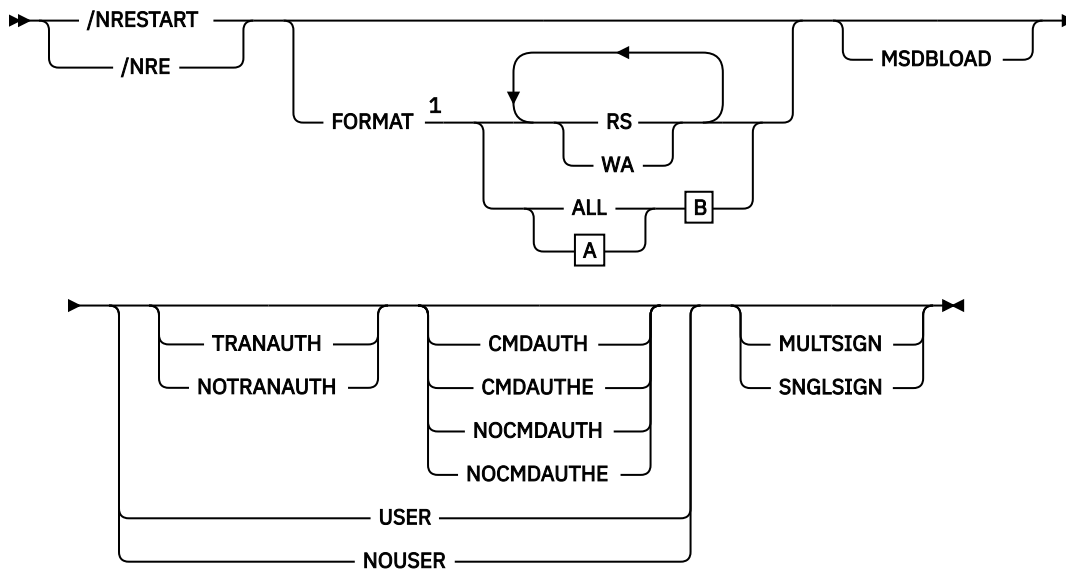 /NRESTART
/NRE
MSDBLOAD
FORMAT 1
RS
WA
ALL
B
A
TRANAUTH
NOTRANAUTH
CMDAUTH
CMDAUTHE
NOCMDAUTH
NOCMDAUTHE
MULTSIGN
SNGLSIGN
USER
NOUSER